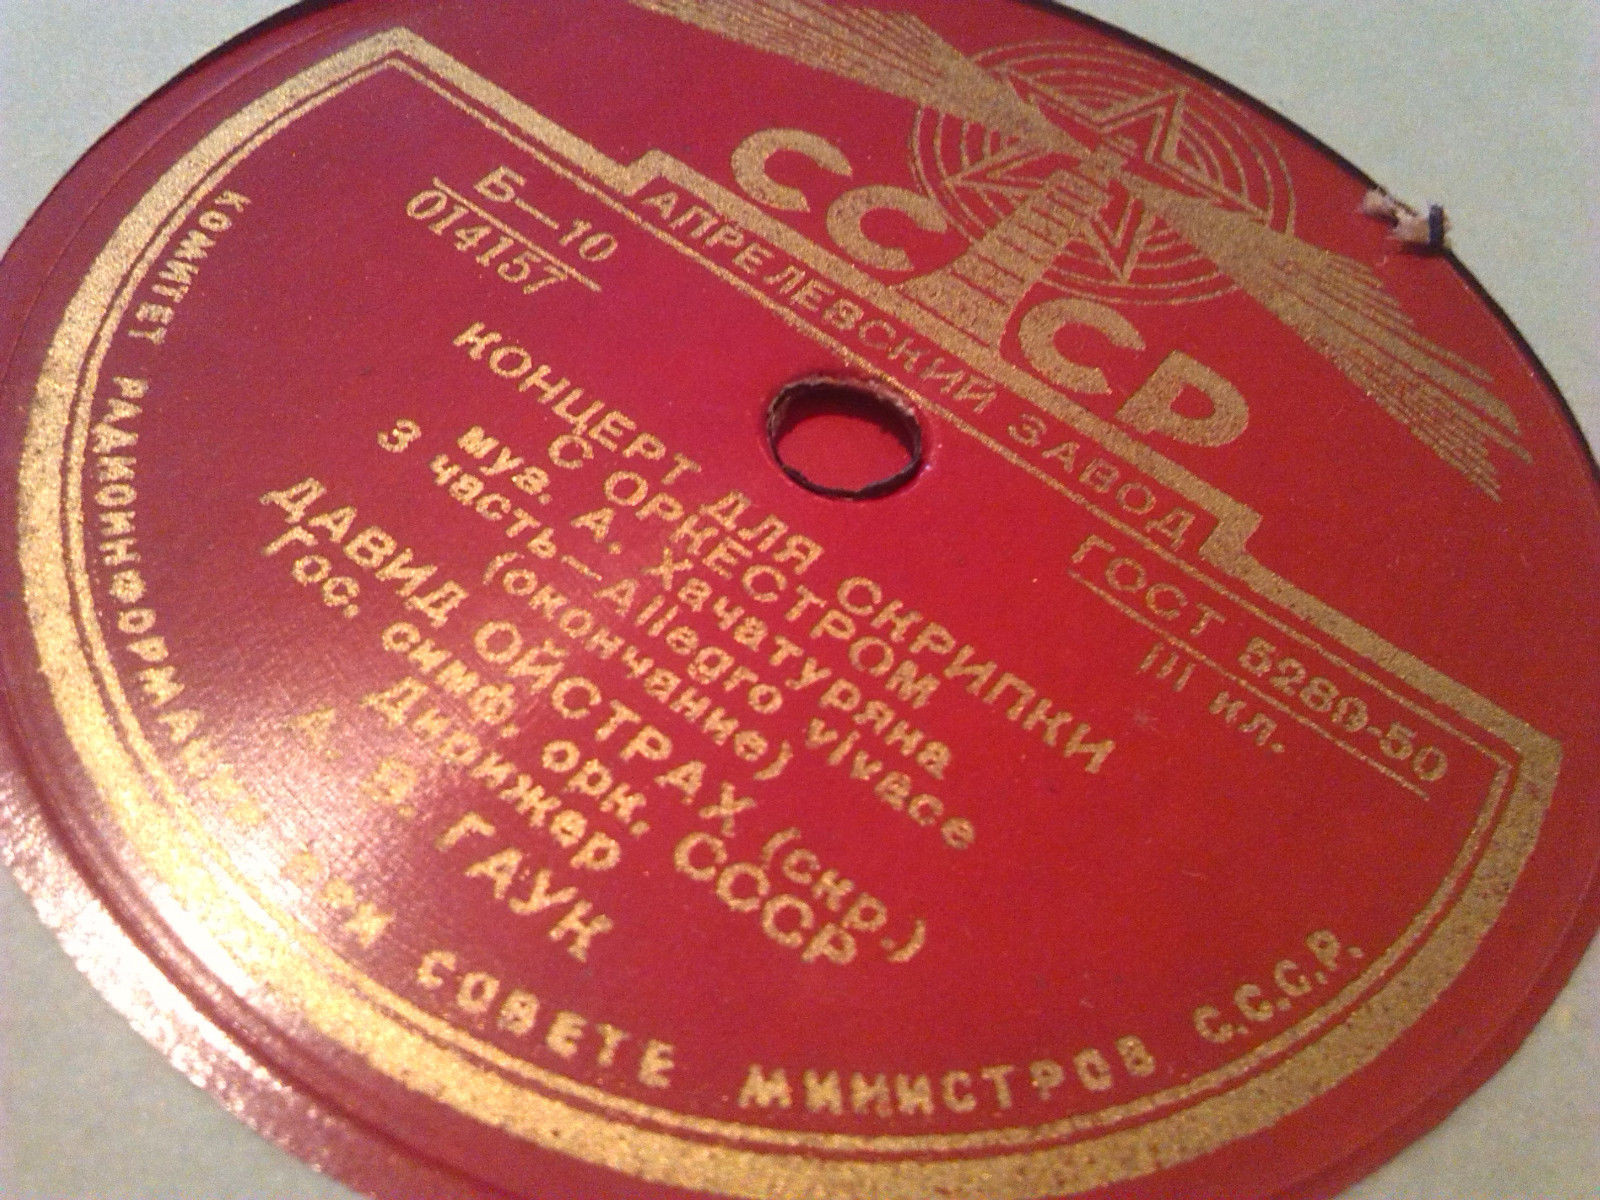 СССР
АПРЕЛЕВСКИЙ ЗАВОД
Б—10
014157
ГОСТ 5289-50
III кл.
КОНЦЕРТ ДЛЯ СКРИПКИ
С ОРКЕСТРОМ
муз. А. Хачатуряна
3 часть—Allegro vivace
(окончание)
ДАВИД ОЙСТРАХ (скр.)
Гос. симф. орк. СССР
Дирижер
А. В. ГАУК
КОМИТЕТ РАДИОИНФОРМАЦИИ ПРИ СОВЕТЕ МИНИСТРОВ С.С.С.Р.